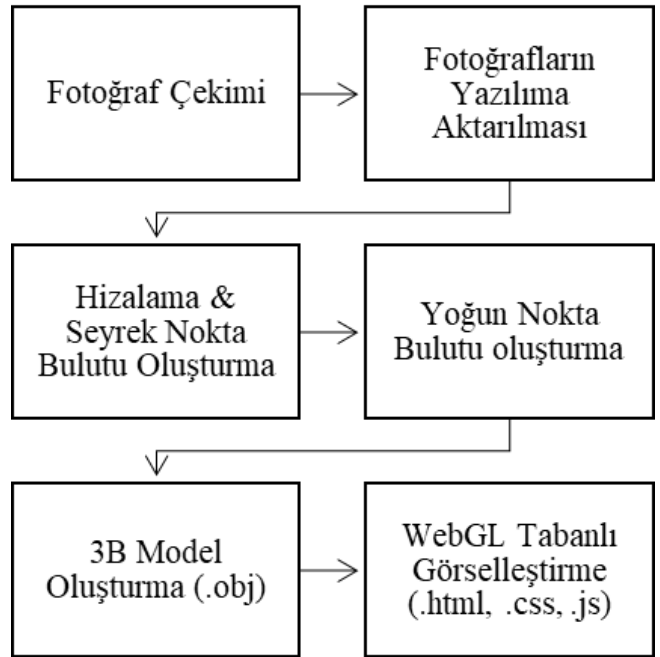 Fotoğraf Çekimi
Fotoğrafların
Yazılıma
Aktarılması
Hizalama &
Seyrek Nokta
Bulutu Oluşturma
Yoğun Nokta
Bulutu oluşturma
3B Model
Oluşturma (.obj)
WebGL Tabanlı
Görselleştirme
(.html, .css, .js)